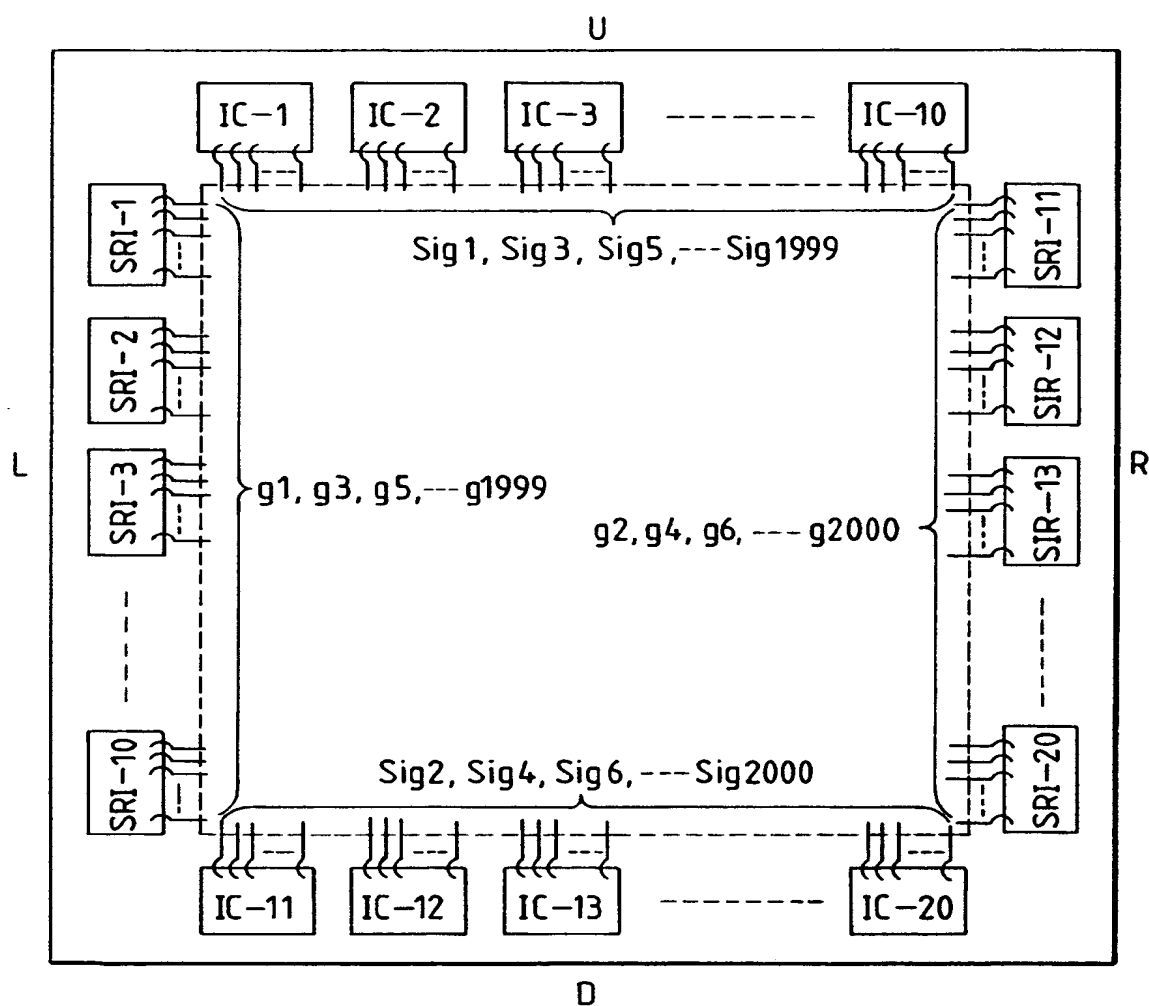 U
IC-1 IC-2 IC-3 IC-10
SRI-1
SRI-11
Sig1, Sig3, Sig5,---Sig1999
SRI-2
SIR-12
L
R
SRI-3
SIR-13
g1, g3, g5,---g1999
g2, g4, g6, ---g2000
SRI-10
SRI-20
Sig2, Sig4, Sig6, ---Sig2000
IC-11 IC-12 IC-13 IC-20
D